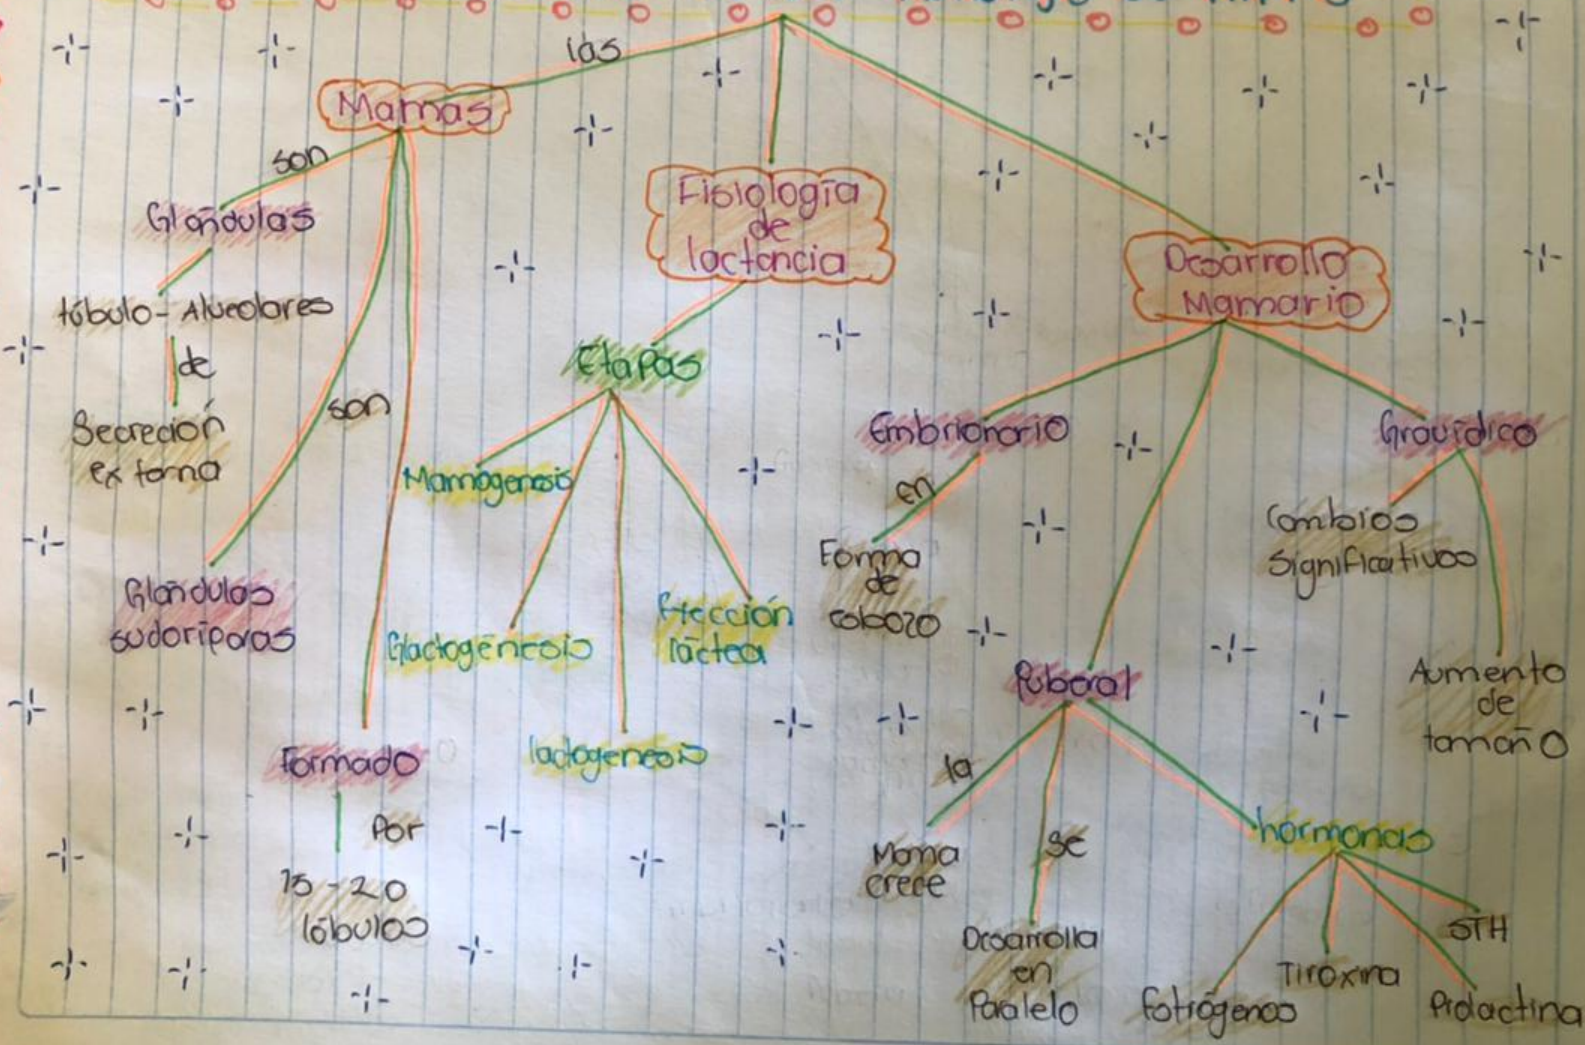 las
Mamas
son
Glándulas
túbulo-Alveolares
de
Secreción
externa
son
Glándulas
sudoríparas
Formado
Por
15-20
lóbulos
Fisiología
de
lactancia
Etapas
Mamogenesis
Glactogénesis
lactogenesis
Eyección
láctea
Desarrollo
Mamario
Embrionario
en
Forma
de
esbozo
Puberal
la
Mama
crece
se
Desarrolla
en
Paralelo
hormonas
Estrógenos
Tiroxina
Prolactina
STH
Gravídico
Cambios
Significativos
Aumento
de
tamaño